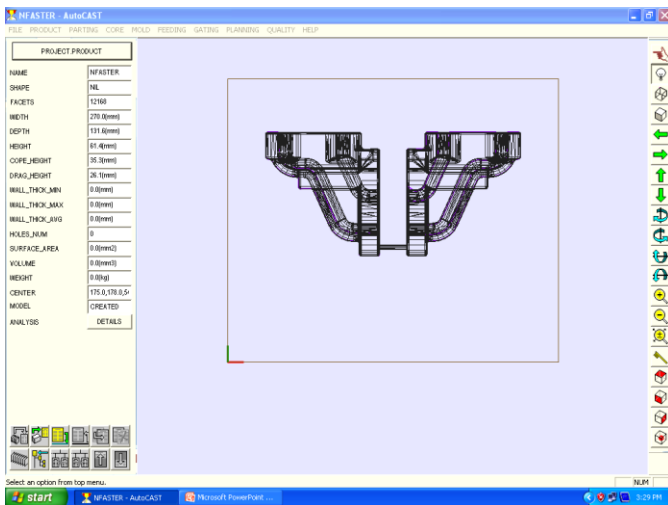 NFASTER - AutoCAST
FILE PRODUCT PARTING CORE MOLD FEEDING GATING PLANNING QUALITY HELP
PROJECT.PRODUCT
NAME NFASTER
SHAPE NIL
FACETS 12160
WIDTH 270.0(mm)
DEPTH 131.6(mm)
HEIGHT 61.4(mm)
COPE_HEIGHT 35.3(mm)
DRAG_HEIGHT 26.1(mm)
WALL_THICK_MIN 0.0(mm)
WALL_THICK_MAX 0.0(mm)
WALL_THICK_AVG 0.0(mm)
HOLES_NUM 0
SURFACE_AREA 0.0(mm2)
VOLUME 0.0(mm3)
WEIGHT 0.0(kg)
CENTER 175.0,178.0,5
MODEL CREATED
ANALYSIS DETAILS
Select an option from top menu.
NUM
start NFASTER - AutoCAST Microsoft PowerPoint ... 3:29 PM